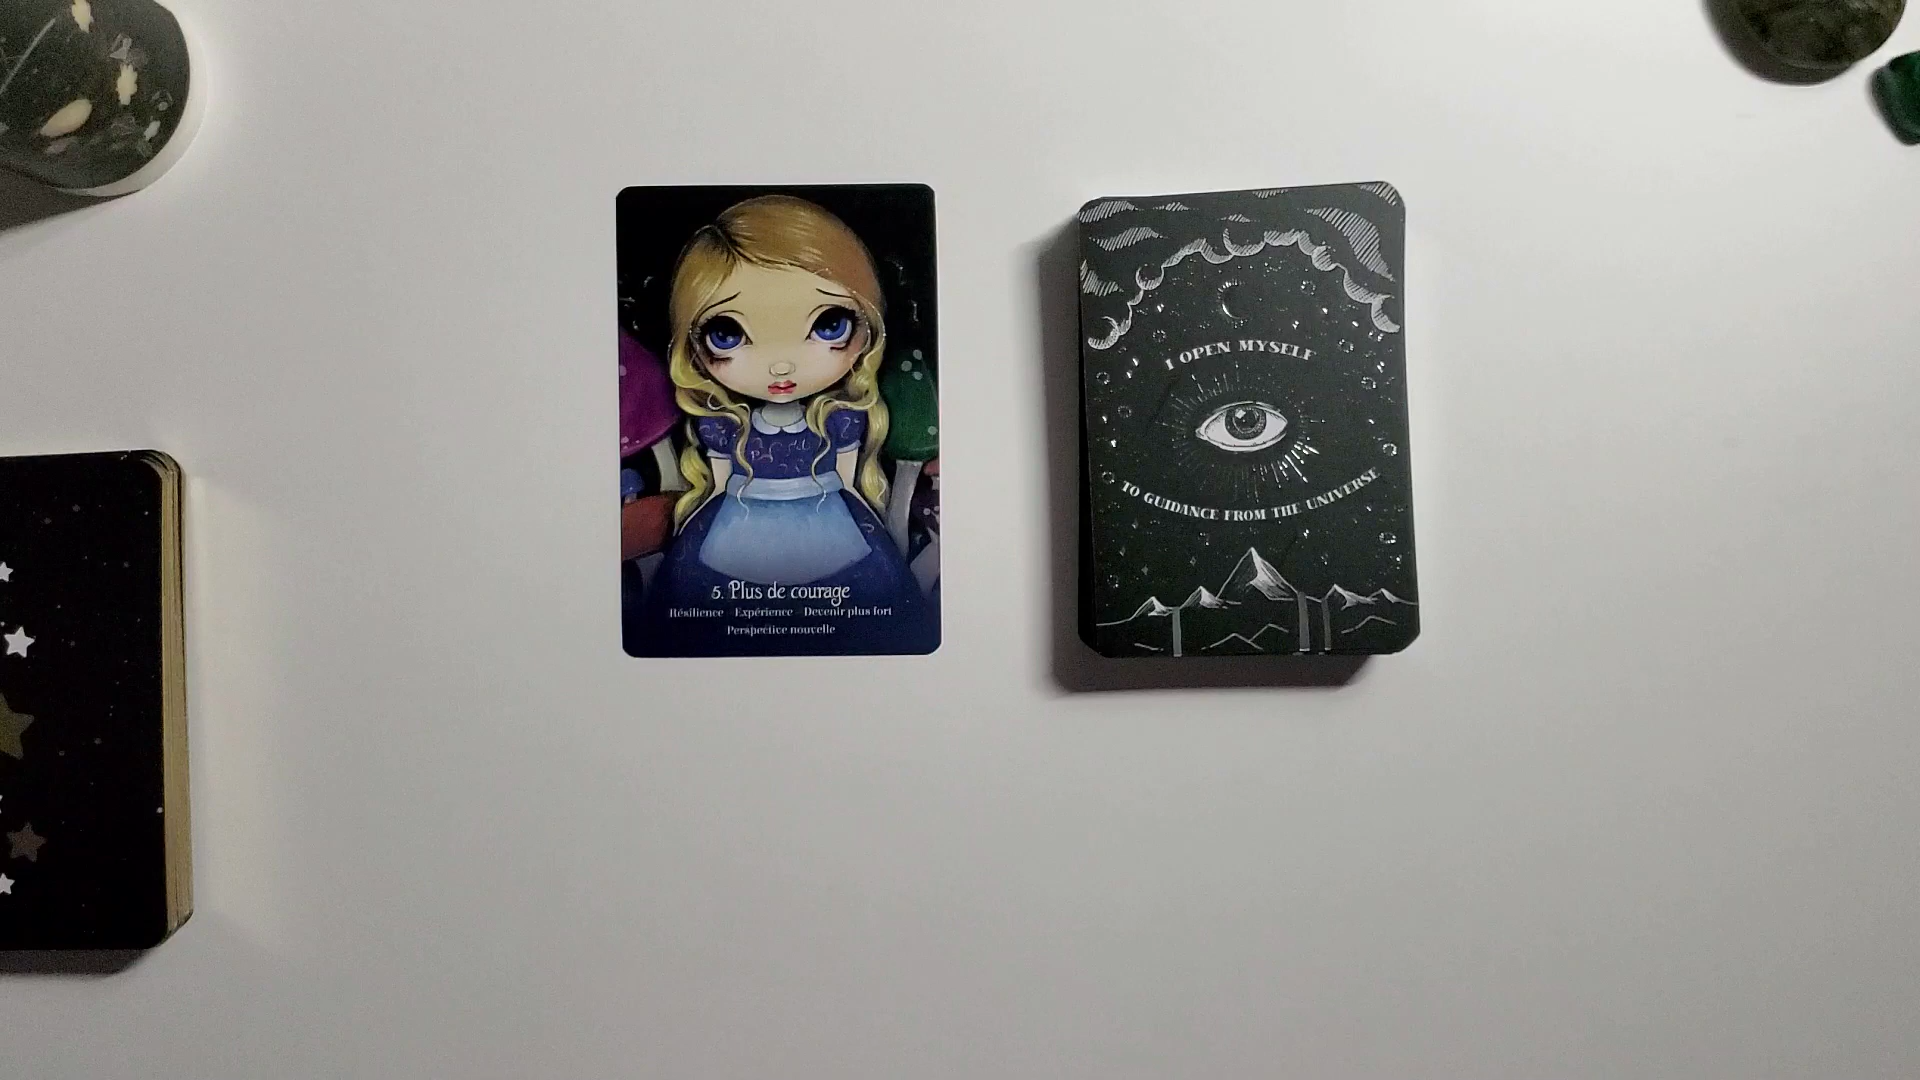 5. Plus de courage
Résilience - Expérience - Devenir plus fort
Perspective nouvelle
I OPEN MYSELF
TO GUIDANCE FROM THE UNIVERSE